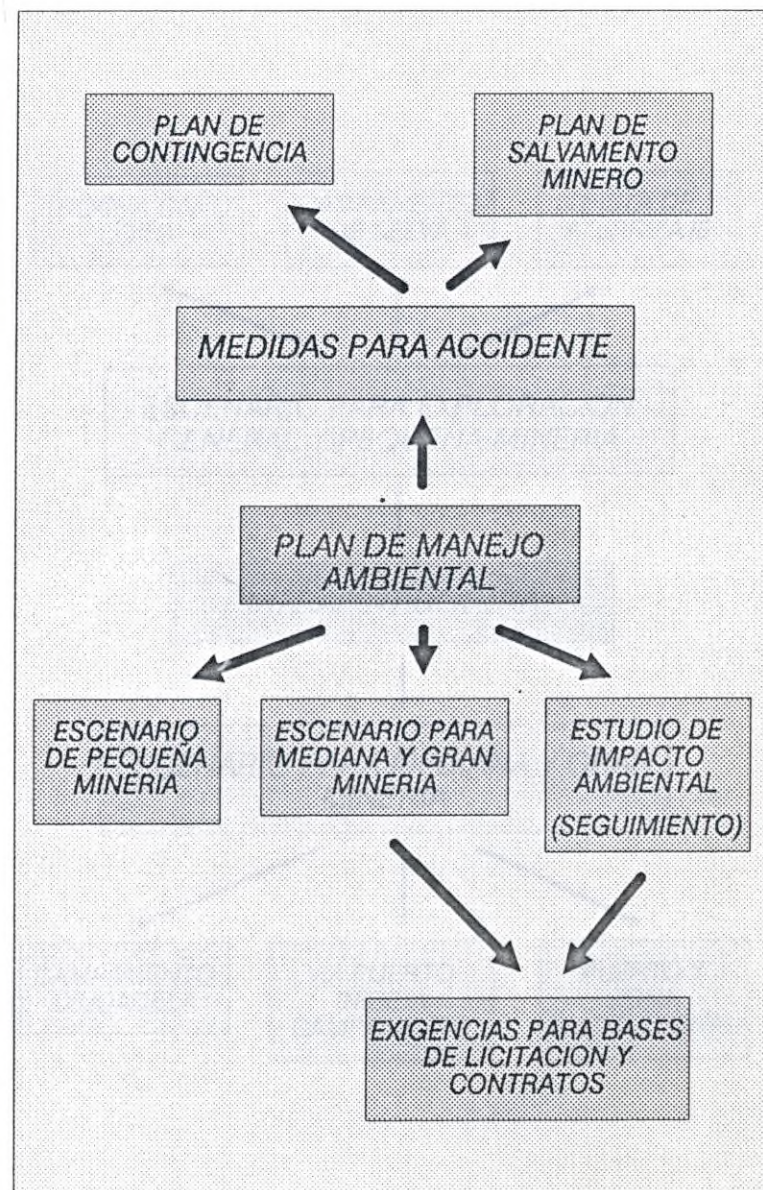 PLAN DE
CONTINGENCIA
PLAN DE
SALVAMENTO
MINERO
MEDIDAS PARA ACCIDENTE
PLAN DE MANEJO
AMBIENTAL
ESCENARIO
DE PEQUEÑA
MINERIA
ESCENARIO PARA
MEDIANA Y GRAN
MINERIA
ESTUDIO DE
IMPACTO
AMBIENTAL
(SEGUIMIENTO)
EXIGENCIAS PARA BASES
DE LICITACION Y
CONTRATOS